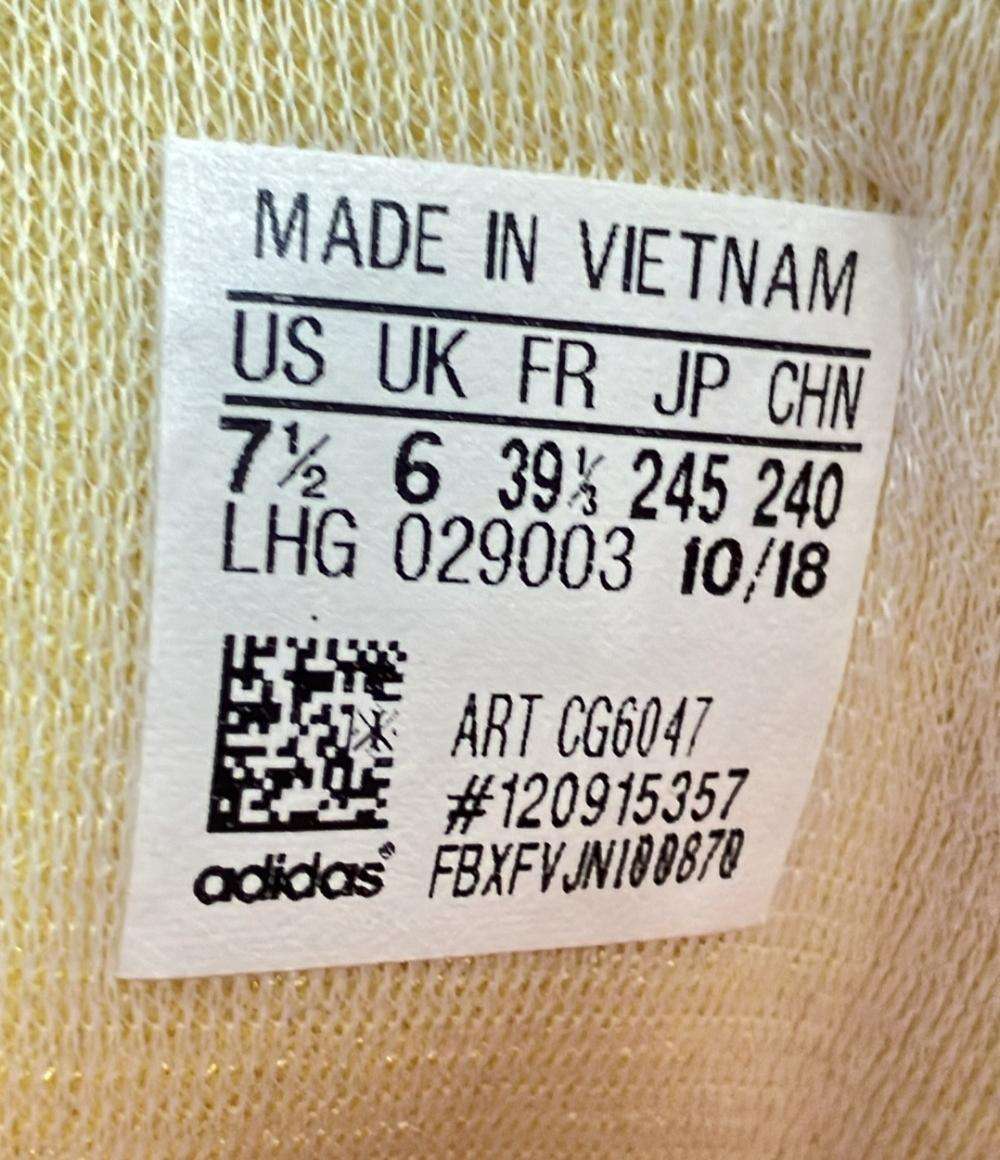 MADE IN VIETNAM
US UK FR JP CHN
7½ 6 39⅓ 245 240
LHG 029003 10/18
ART CG6047
#120915357
FBXFVJN100870
adidas®